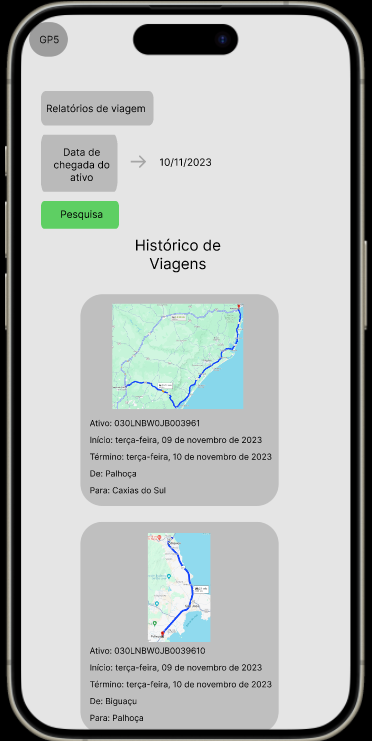 GP5
Relatórios de viagem
Data de
chegada do
ativo
10/11/2023
Pesquisa
Histórico de
Viagens
Ativo: 030LNBW0JB003961
Início: terça-feira, 09 de novembro de 2023
Término: terça-feira, 10 de novembro de 2023
De: Palhoça
Para: Caxias do Sul
Ativo: 030LNBW0JB0039610
Início: terça-feira, 09 de novembro de 2023
Término: terça-feira, 10 de novembro de 2023
De: Biguaçu
Para: Palhoça